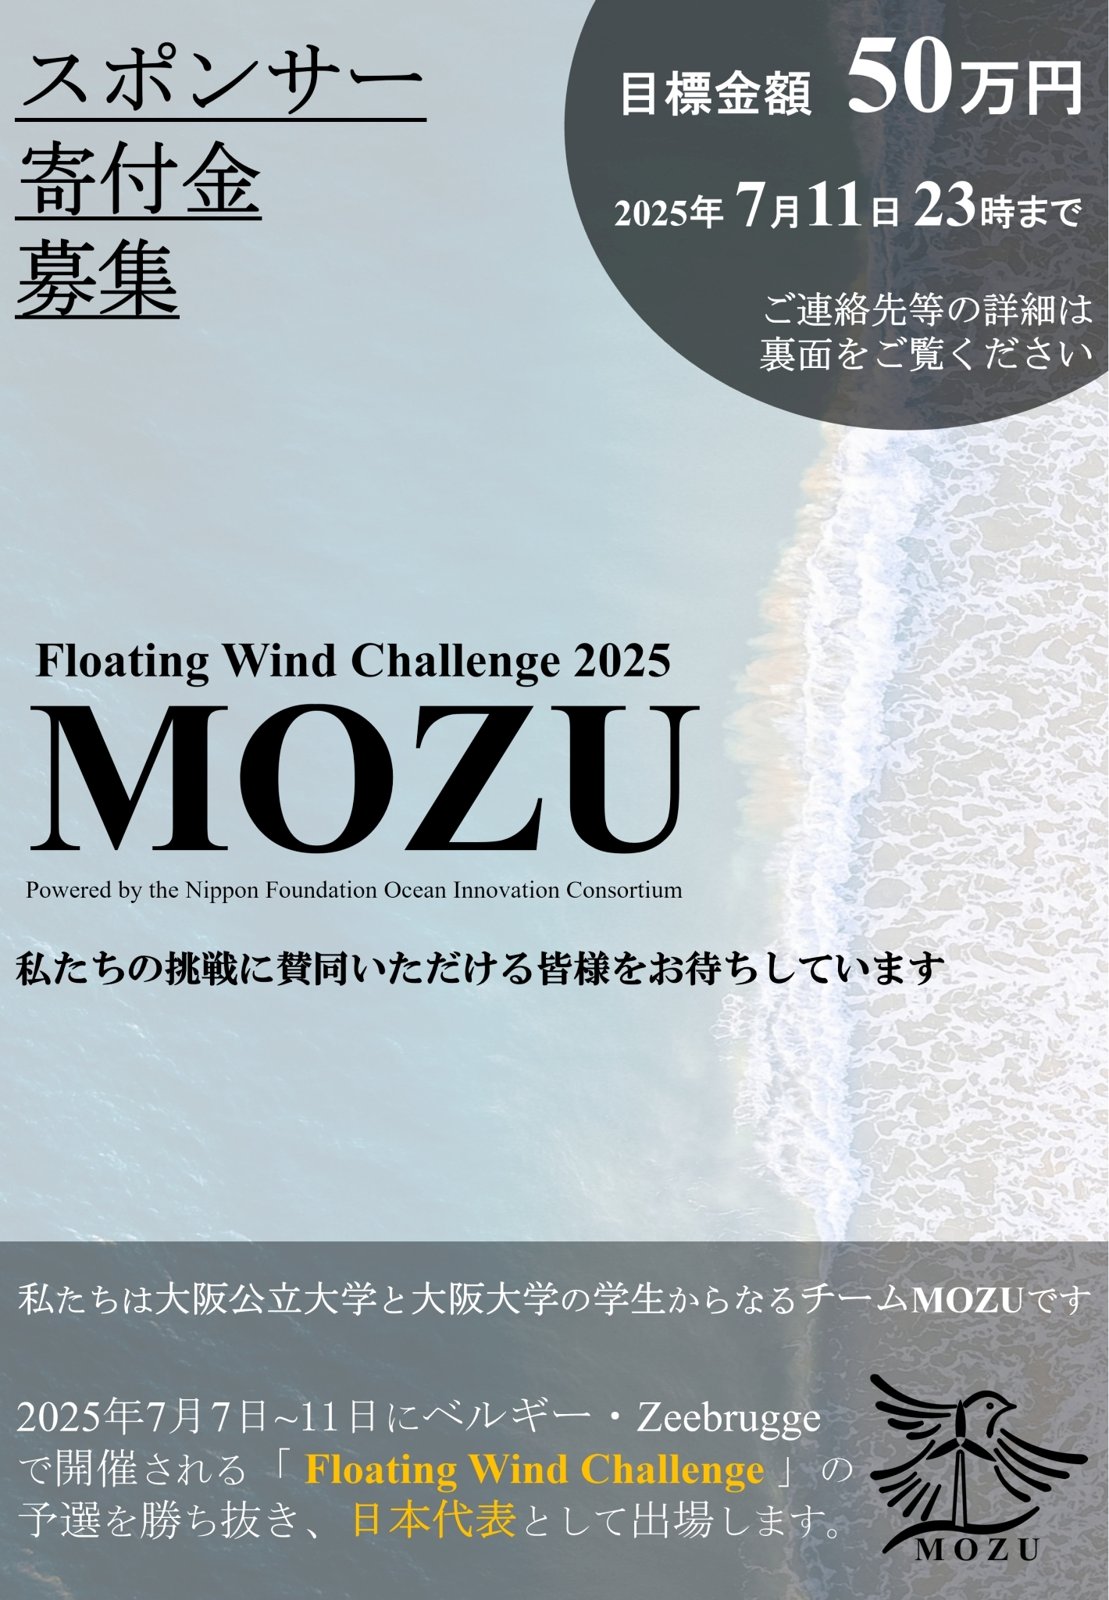 スポンサー
寄付金
募集
目標金額 50万円
2025年 7月11日 23時まで
ご連絡先等の詳細は
裏面をご覧ください
Floating Wind Challenge 2025
MOZU
Powered by the Nippon Foundation Ocean Innovation Consortium
私たちの挑戦に賛同いただける皆様をお待ちしています
私たちは大阪公立大学と大阪大学の学生からなるチームMOZUです
2025年7月7日~11日にベルギー・Zeebrugge
で開催される「 Floating Wind Challenge 」の
予選を勝ち抜き、日本代表として出場します。
MOZU